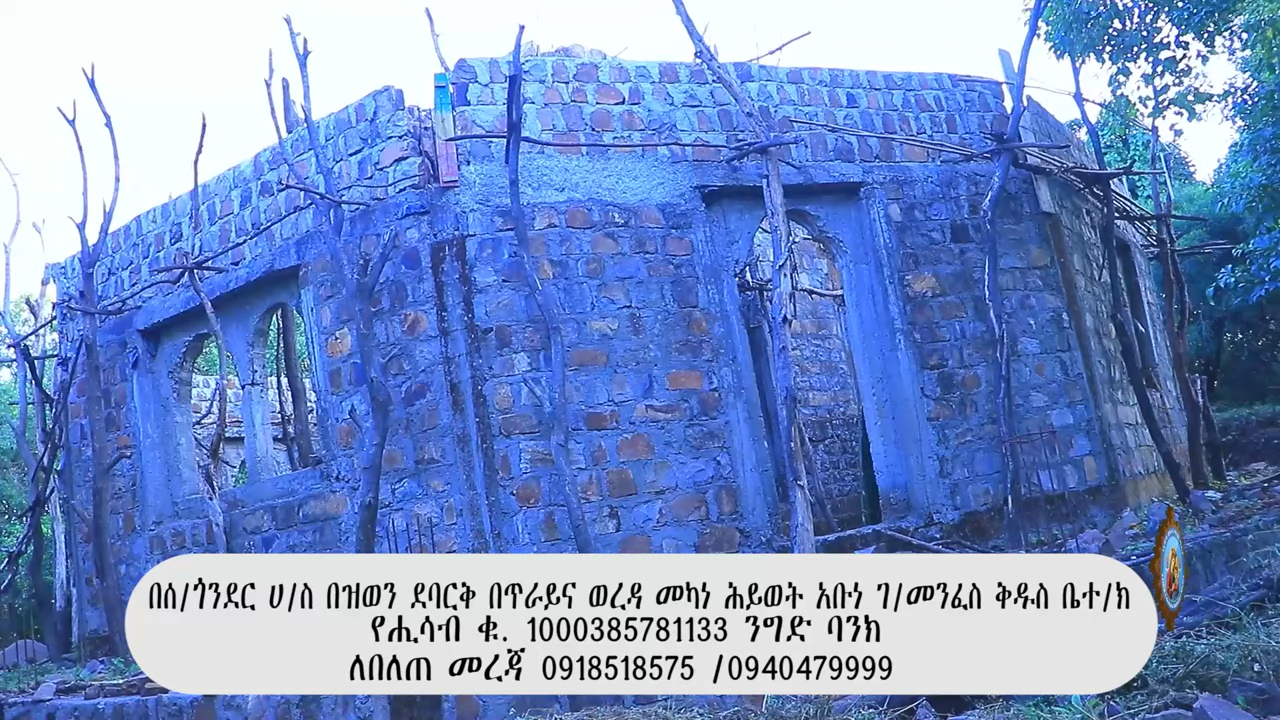 በሰ/ጎንደር ሀ/ስ በዝወን ደባርቅ በጥራይና ወረዳ መካነ ሕይወት አቡነ ገ/መንፈስ ቅዱስ ቤተ/ክ
የሒሳብ ቁ. 1000385781133 ንግድ ባንክ
ለበለጠ መረጃ 0918518575 /0940479999